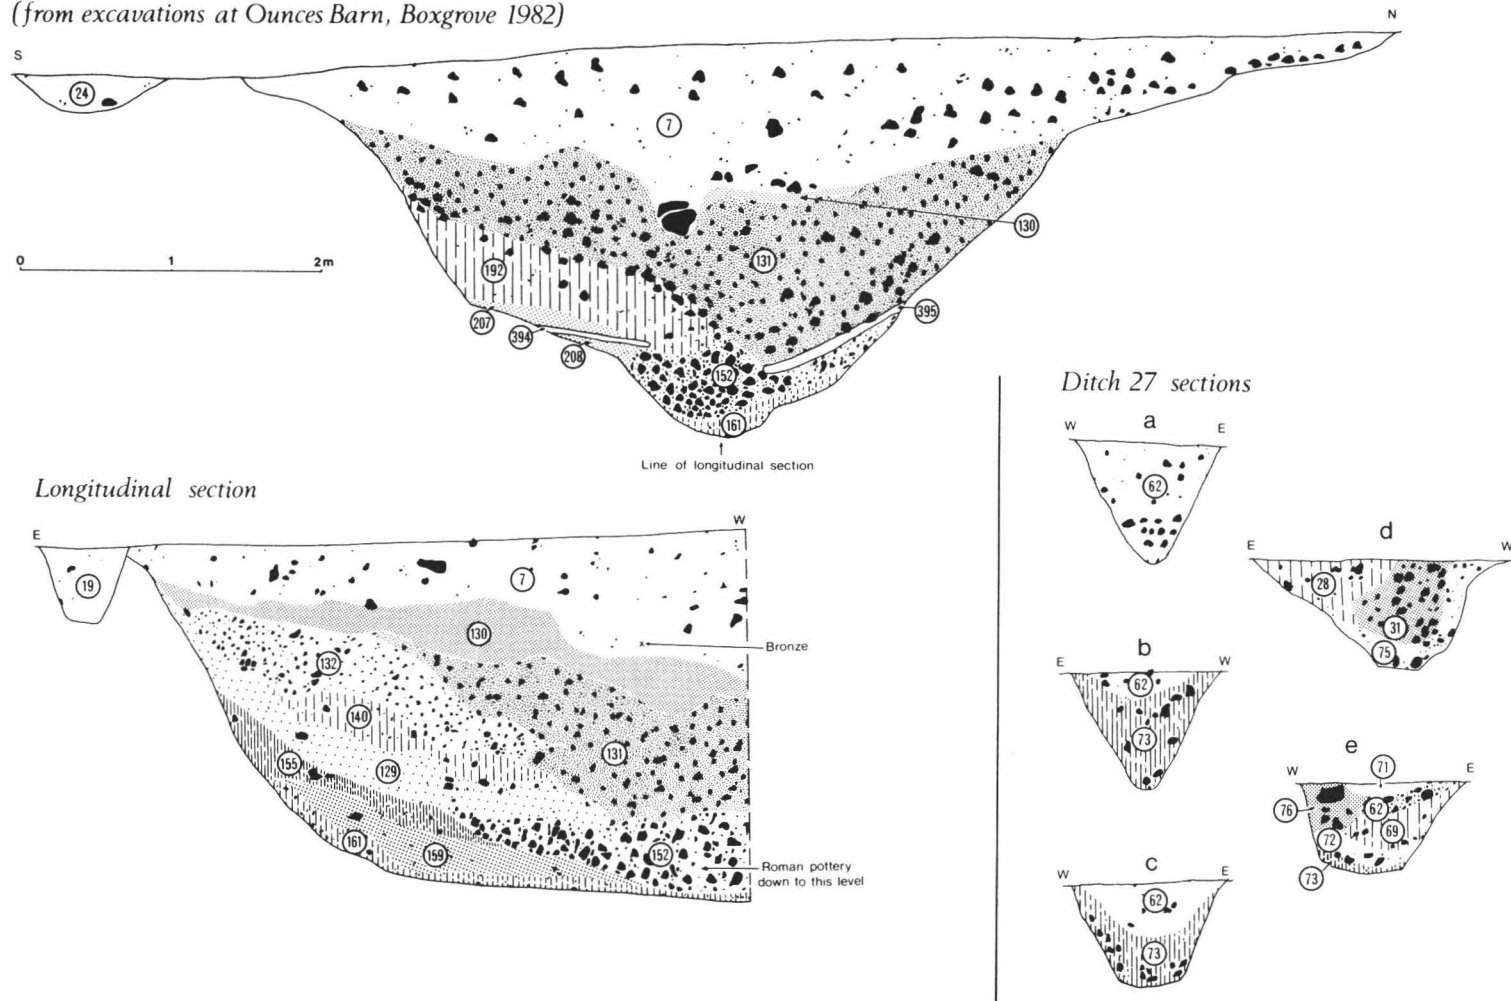 (from excavations at Ounces Barn, Boxgrove 1982)
S
N
24
7
130
131
0 1 2m
192
207
394
208
395
152
161
Line of longitudinal section
Longitudinal section
E
W
19
7
130
Bronze
132
140
131
155
129
161
159
152
Roman pottery
down to this level
Ditch 27 sections
a
W
E
62
d
E
W
28
31
75
b
E
W
62
73
e
W
E
71
76
62
69
72
73
c
W
E
62
73